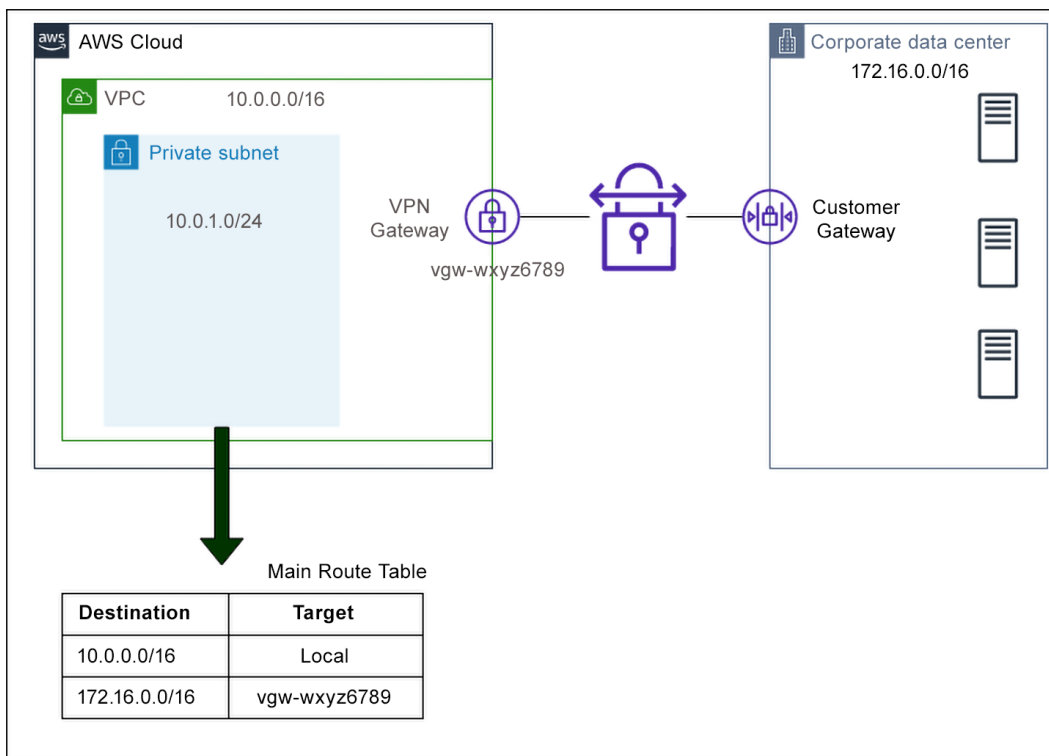 aws
AWS Cloud
VPC
10.0.0.0/16
Private subnet
10.0.1.0/24
VPN
Gateway
vgw-wxyz6789
Customer
Gateway
Corporate data center
172.16.0.0/16
Main Route Table
Destination Target
10.0.0.0/16 Local
172.16.0.0/16 vgw-wxyz6789